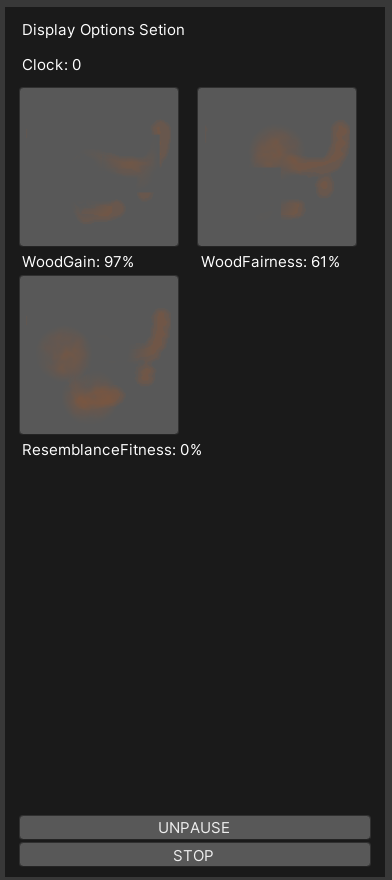 Display Options Setion
Clock: 0
WoodGain: 97%
WoodFairness: 61%
ResemblanceFitness: 0%
UNPAUSE
STOP